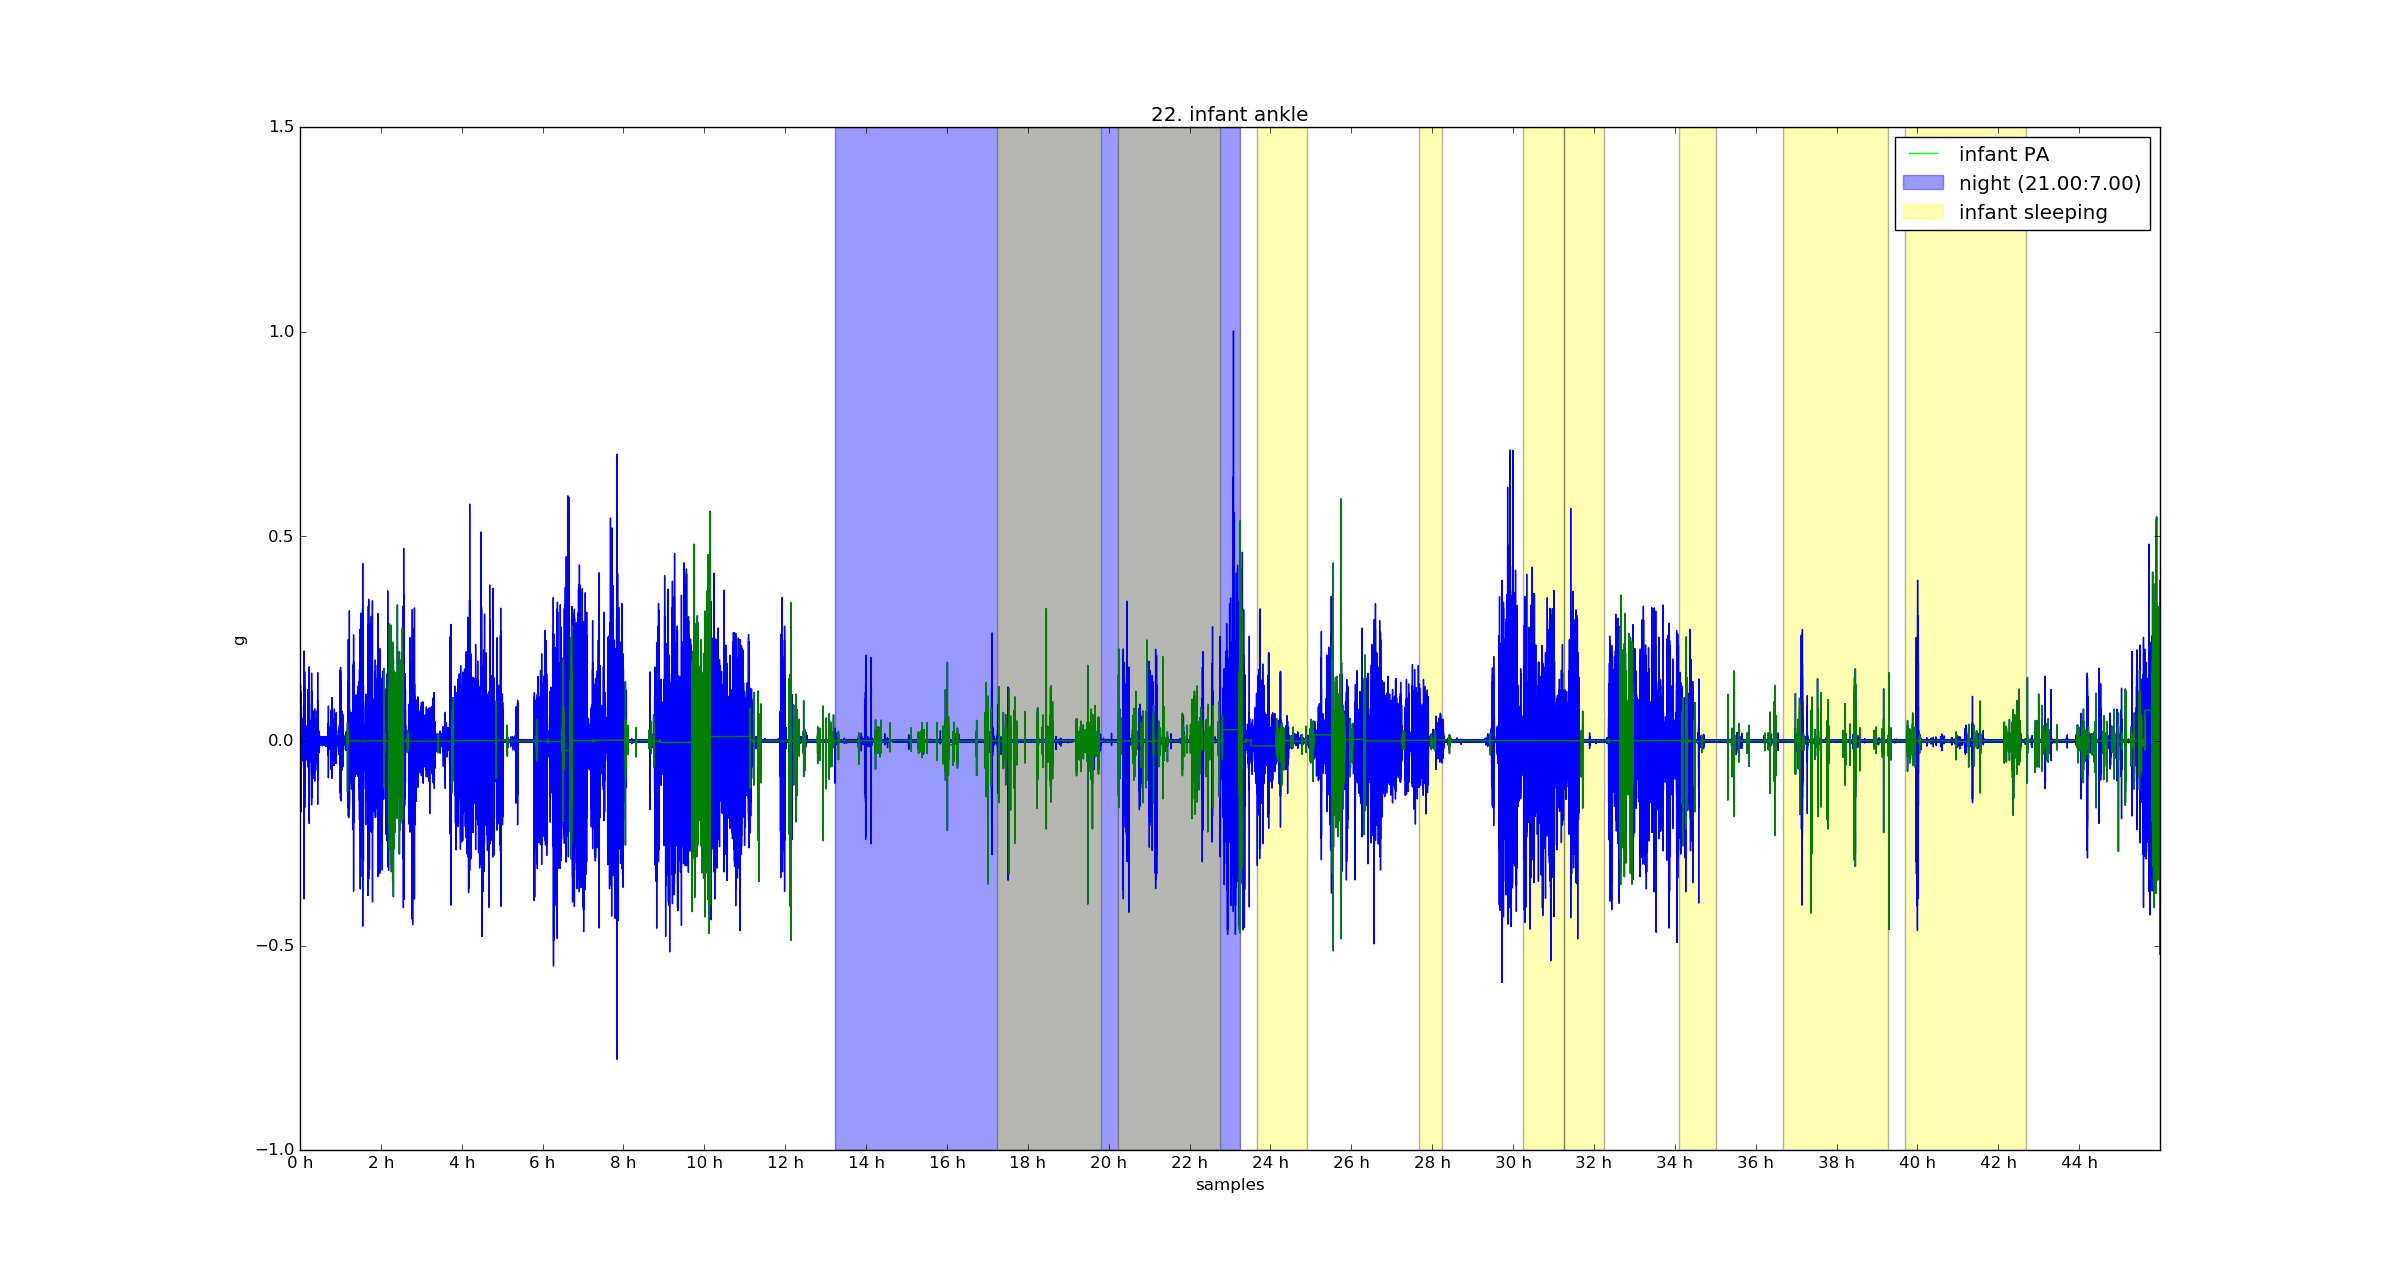 22. infant ankle
1.5
1.0
0.5
0.0
−0.5
−1.0
g
infant PA
night (21.00:7.00)
infant sleeping
0 h 2 h 4 h 6 h 8 h 10 h 12 h 14 h 16 h 18 h 20 h 22 h 24 h 26 h 28 h 30 h 32 h 34 h 36 h 38 h 40 h 42 h 44 h
samples